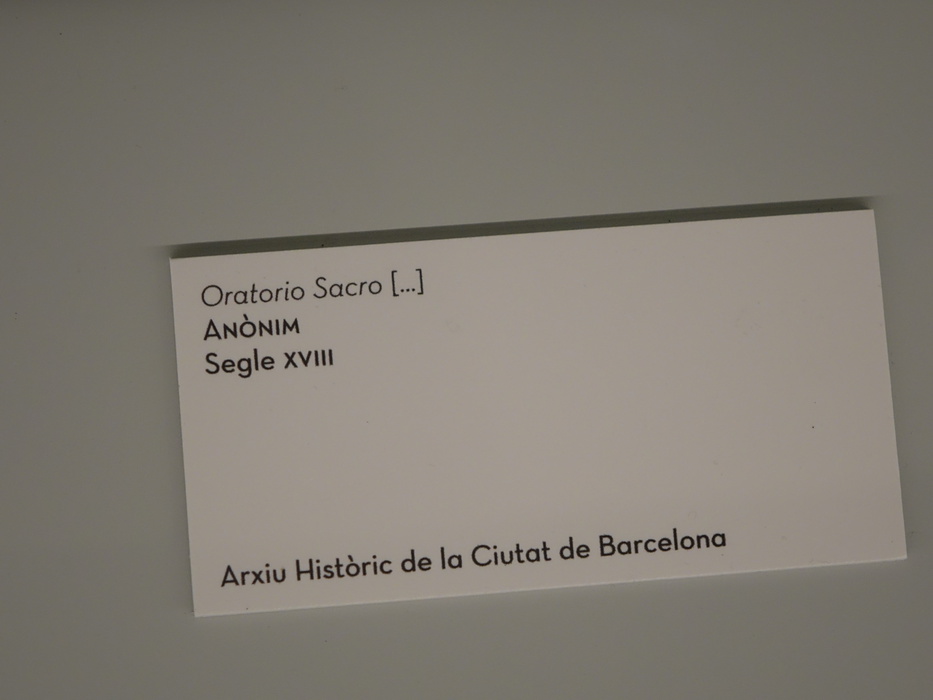 Oratorio Sacro [...]
ANÒNIM
Segle XVIII
Arxiu Històric de la Ciutat de Barcelona